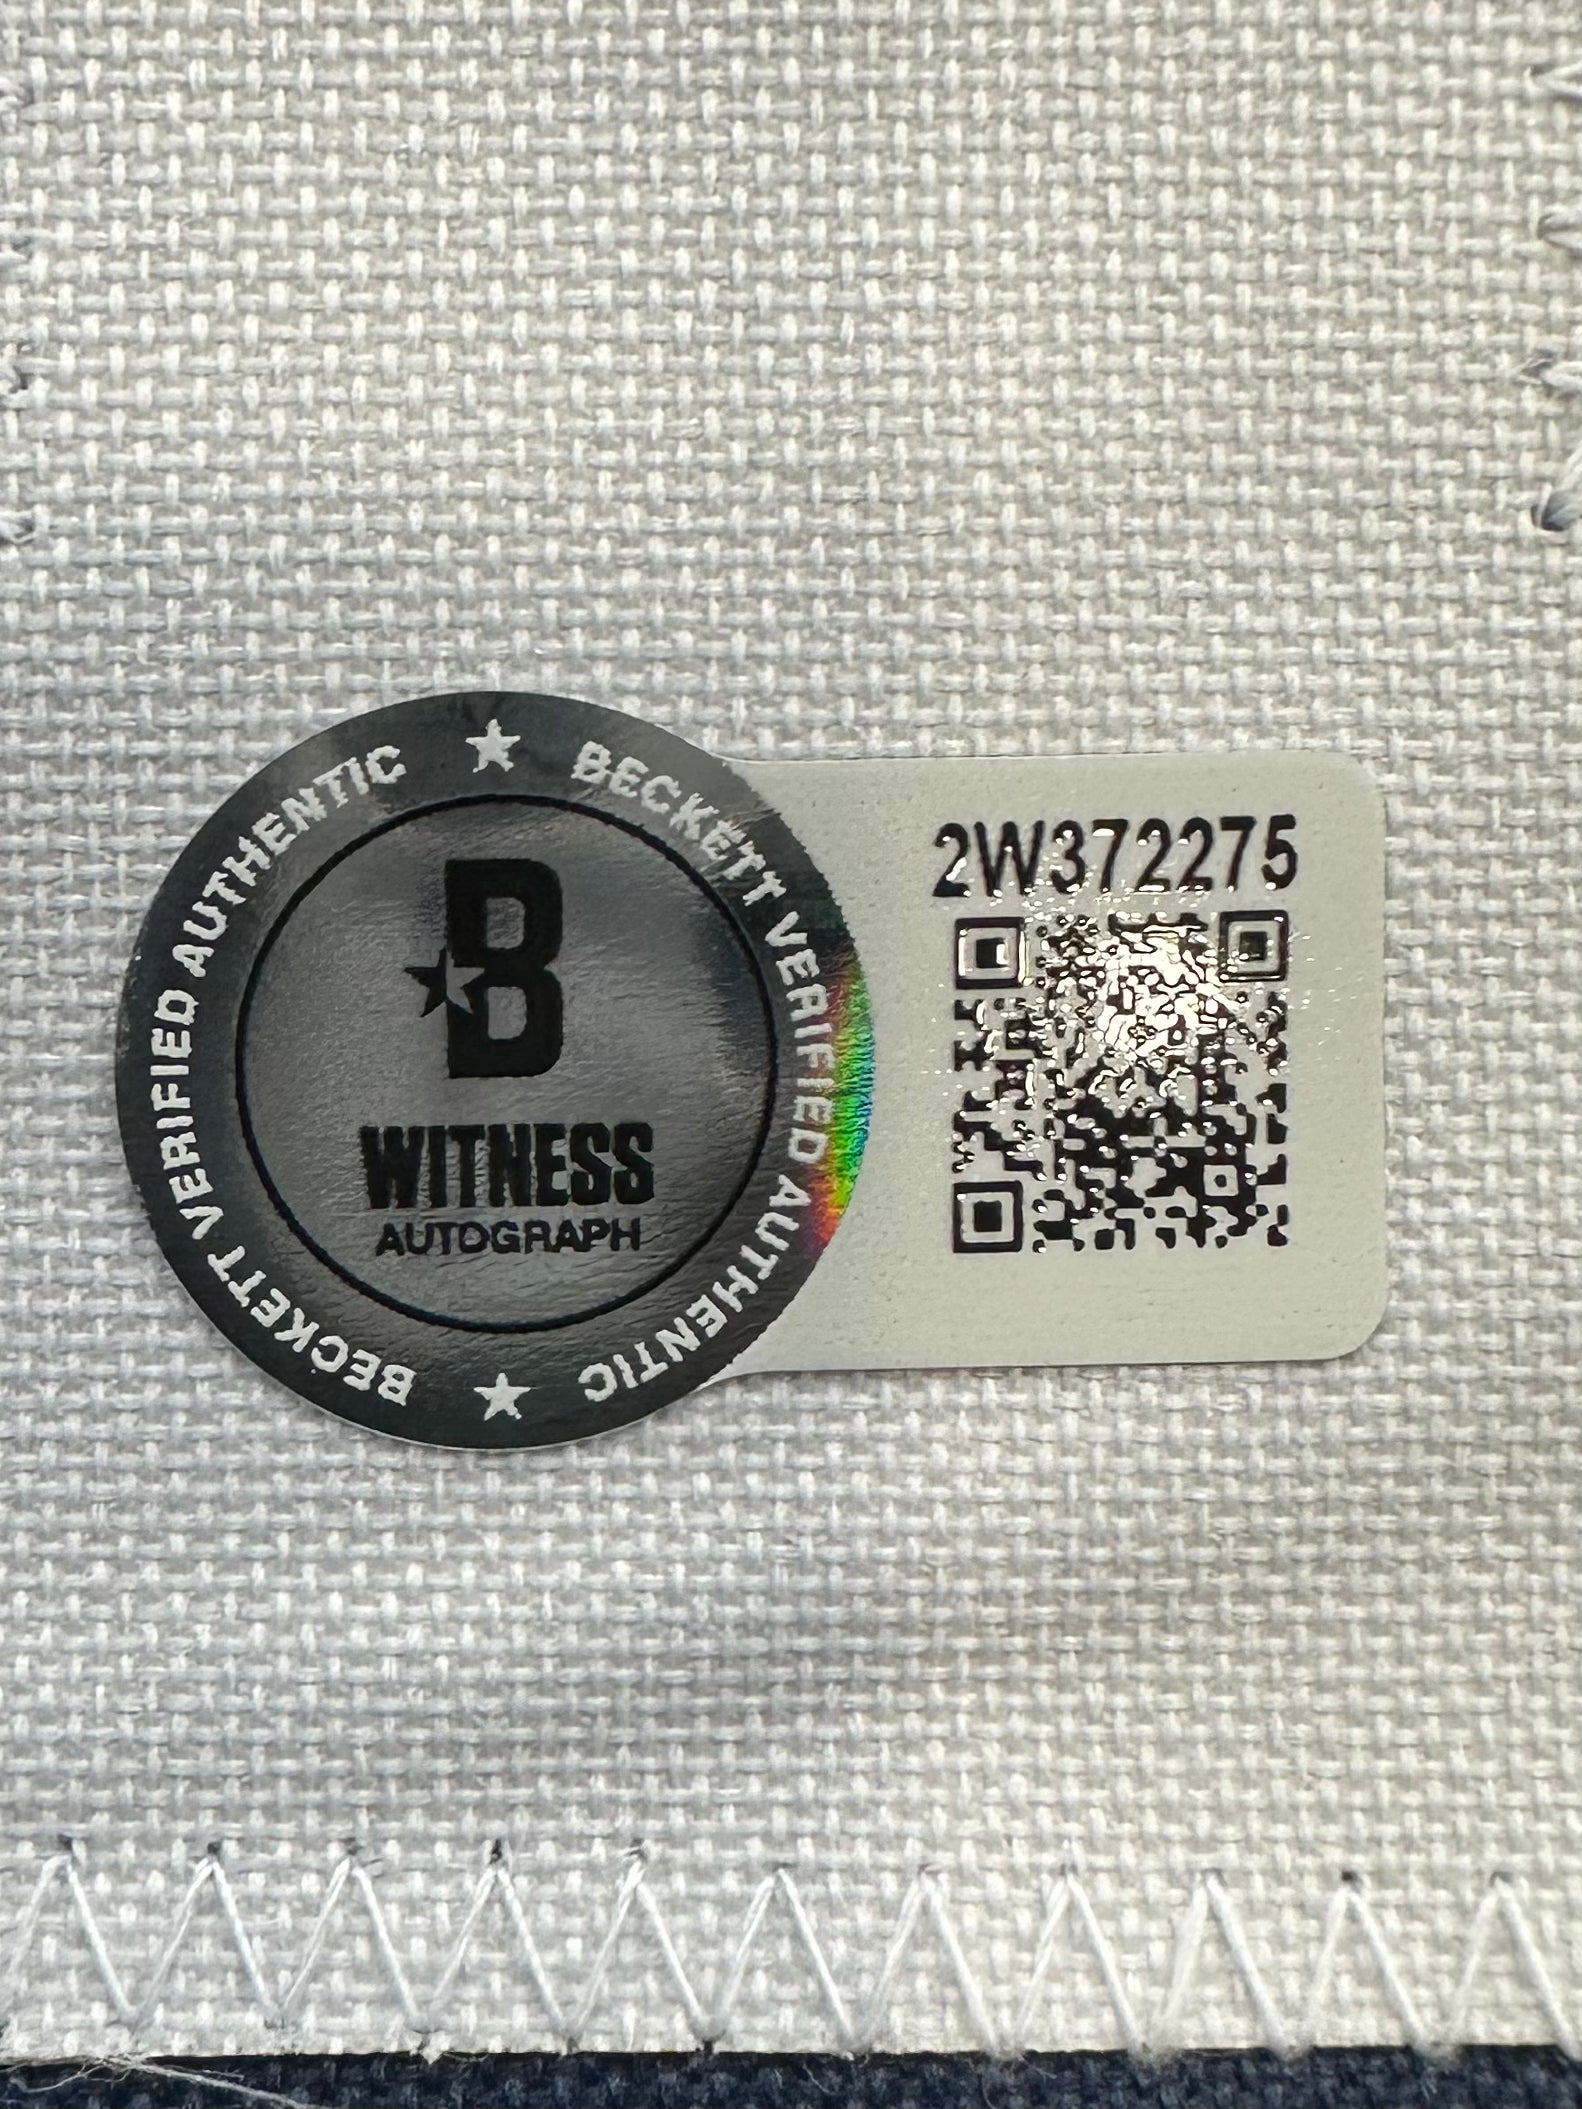 BECKETT VERIFIED AUTHENTIC
BECKETT VERIFIED AUTHENTIC
B
WITNESS
AUTOGRAPH
2W372275